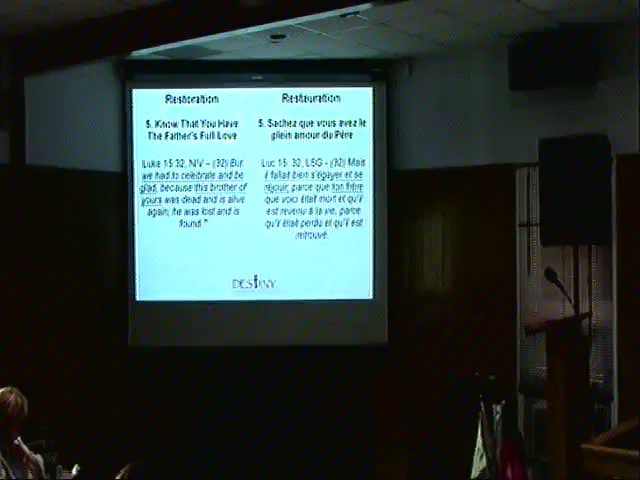 Restoration
5. Know That You Have
The Father's Full Love
Luke 15:32, NIV – (32) But
we had to celebrate and be
glad, because this brother of
yours was dead and is alive
again; he was lost and is
found.”
Restauration
5. Sachez que vous avez le
plein amour du Père
Luc 15: 32, LSG - (32) Mais
il fallait bien s'égayer et se
réjouir, parce que ton frère
que voici était mort et qu'il
est revenu à la vie, parce
qu'il était perdu et qu'il est
retrouvé.
DESTINY